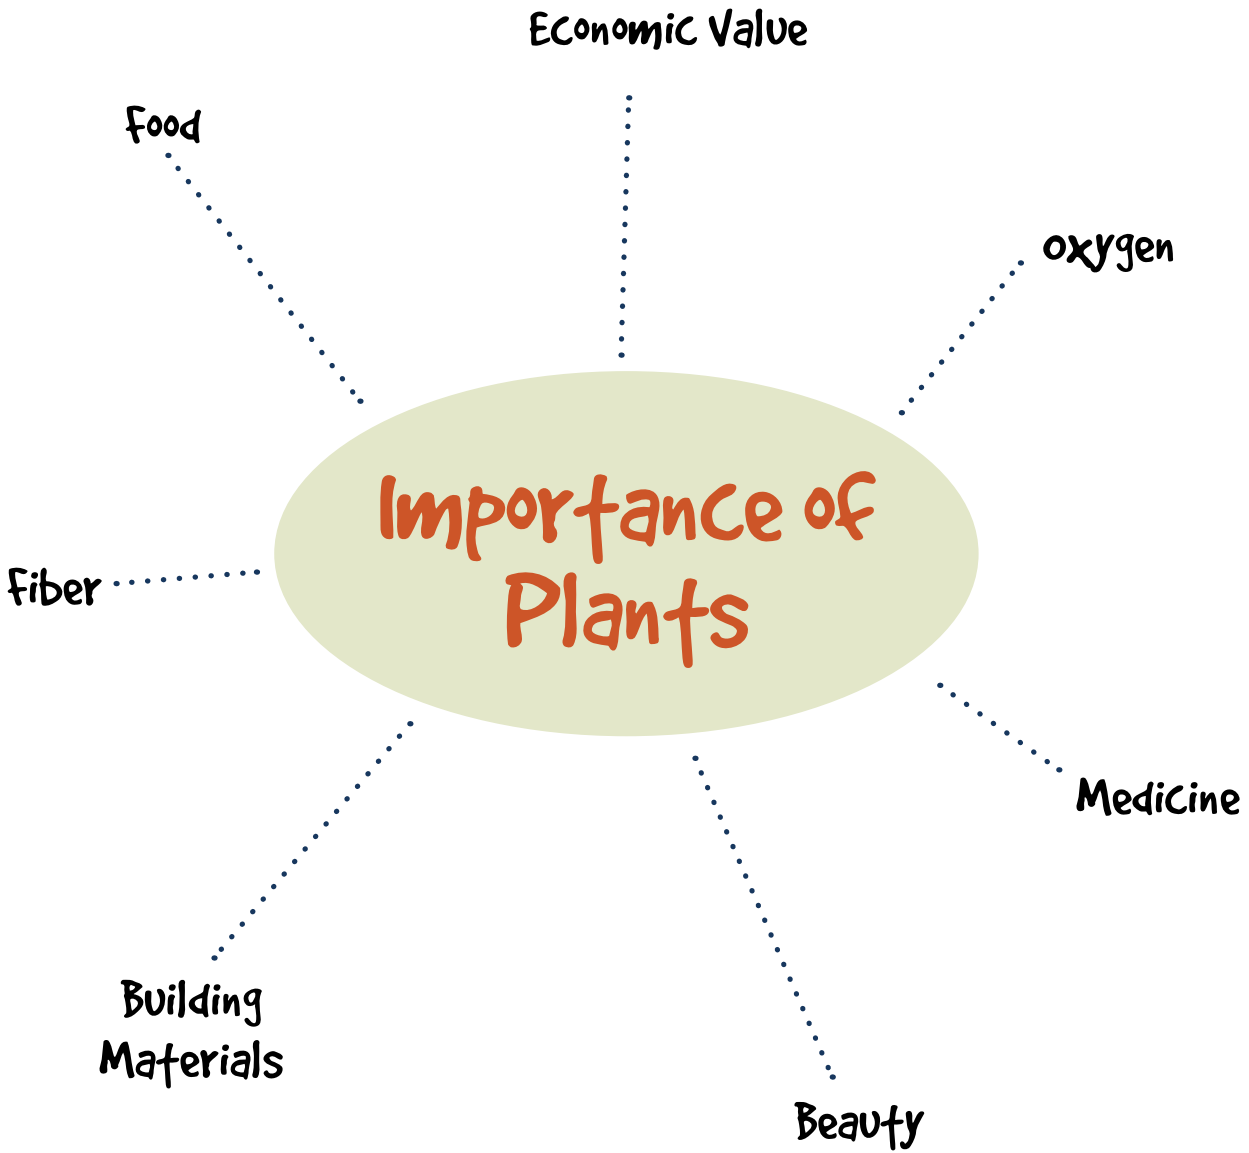 Economic Value
Food
oxygen
Importance of
Plants
Fiber
Medicine
Building
Materials
Beauty